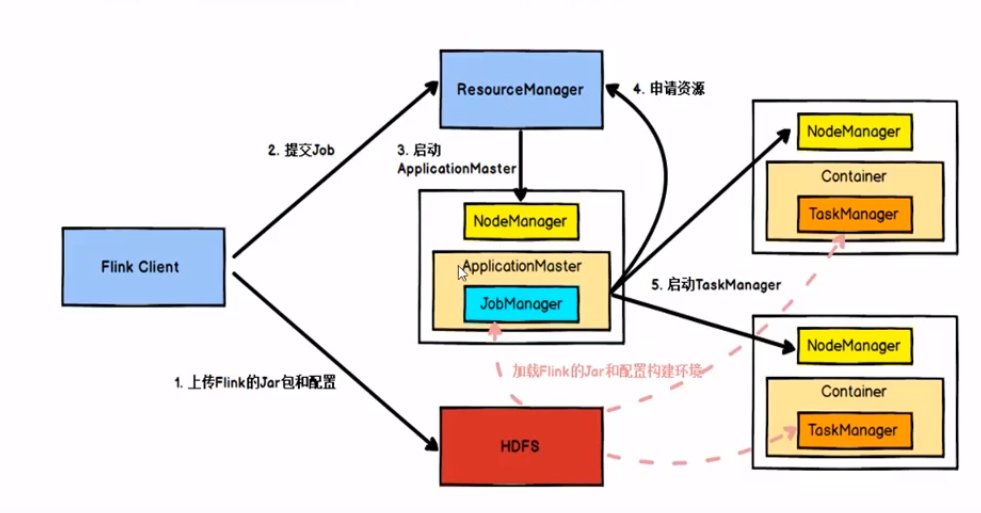 ResourceManager
4. 申请资源
2. 提交Job
3. 启动
ApplicationMaster
NodeManager
Container
TaskManager
NodeManager
Flink Client
ApplicationMaster
JobManager
5. 启动TaskManager
NodeManager
Container
TaskManager
1. 上传Flink的Jar包和配置
加载Flink的Jar和配置构建环境
HDFS